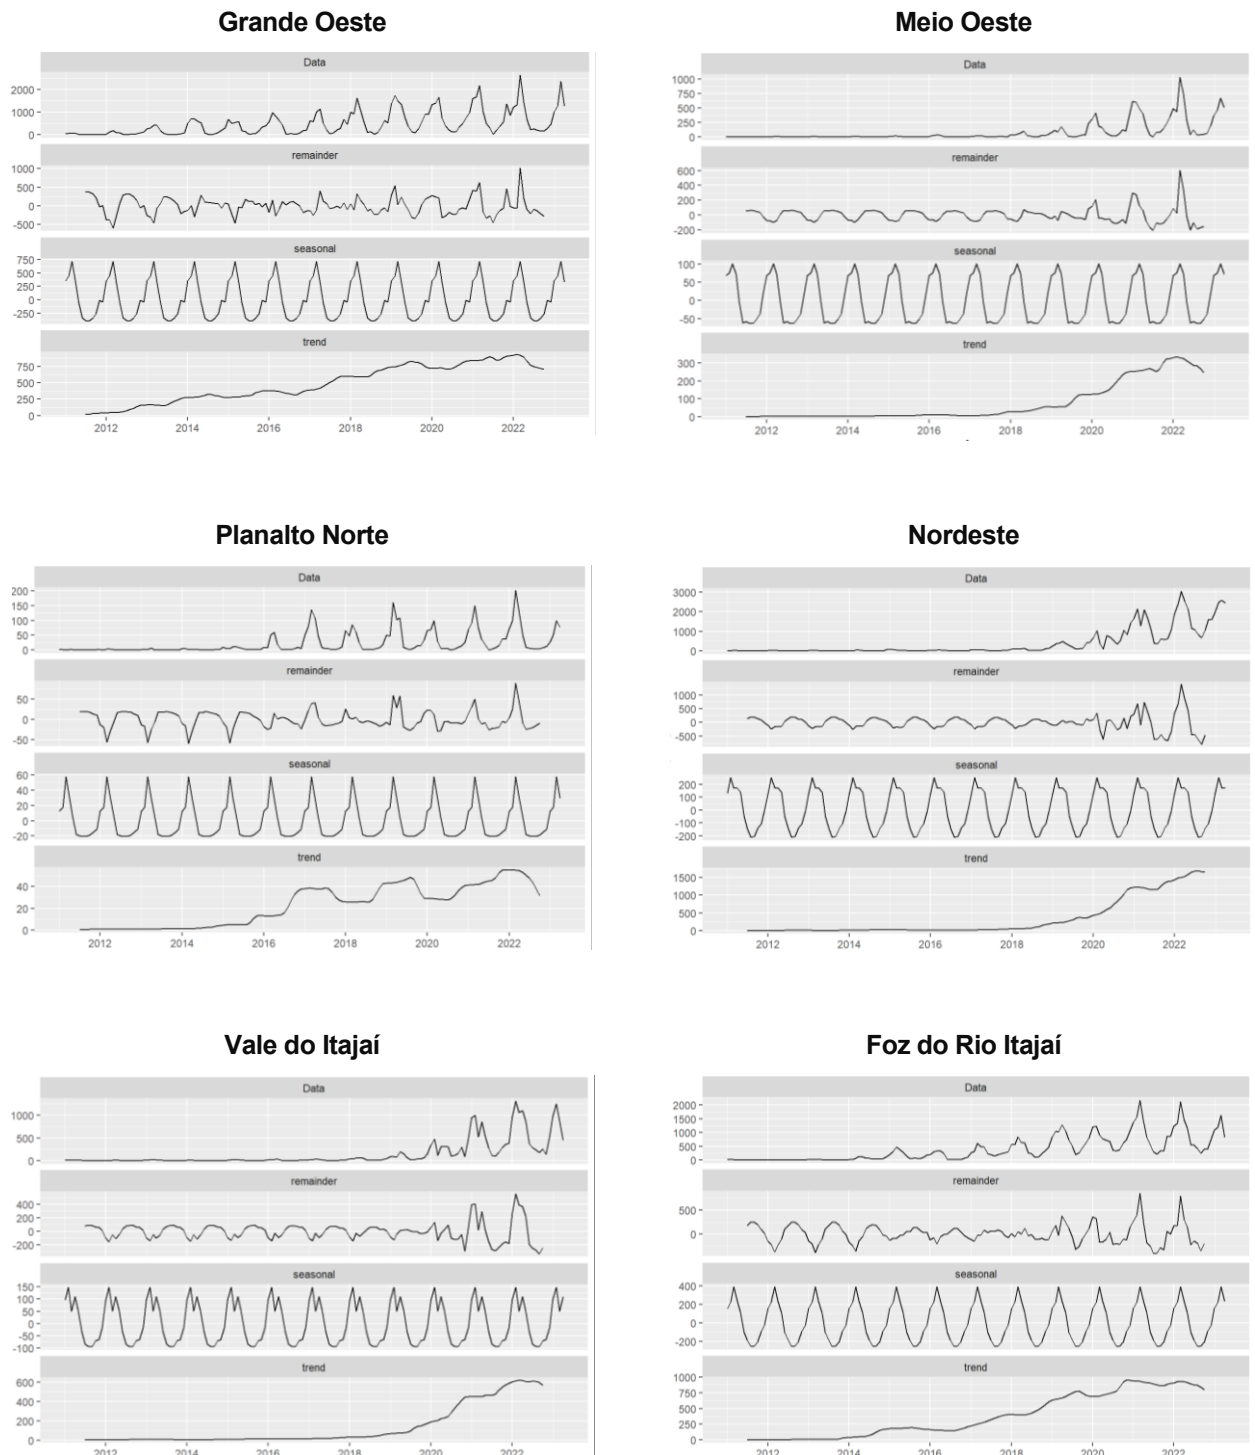 Grande Oeste
Data
2000
1000
0
remainder
1000
500
0
-500
seasonal
750
500
250
0
-250
trend
750
500
250
0
2012 2014 2016 2018 2020 2022
Meio Oeste
Data
1000
750
500
250
0
remainder
600
400
200
0
-200
seasonal
100
50
0
-50
trend
300
200
100
0
2012 2014 2016 2018 2020 2022
Planalto Norte
Data
200
150
100
50
0
remainder
50
0
-50
seasonal
60
40
20
0
-20
trend
40
20
0
2012 2014 2016 2018 2020 2022
Nordeste
Data
3000
2000
1000
0
remainder
1000
500
0
-500
seasonal
200
100
0
-100
-200
trend
1500
1000
500
0
2012 2014 2016 2018 2020 2022
Vale do Itajaí
Data
1000
500
0
remainder
400
200
0
-200
seasonal
150
100
50
0
-50
-100
trend
600
400
200
0
2012 2014 2016 2018 2020 2022
Foz do Rio Itajaí
Data
2000
1500
1000
500
0
remainder
500
0
seasonal
400
200
0
-200
trend
1000
750
500
250
0
2012 2014 2016 2018 2020 2022